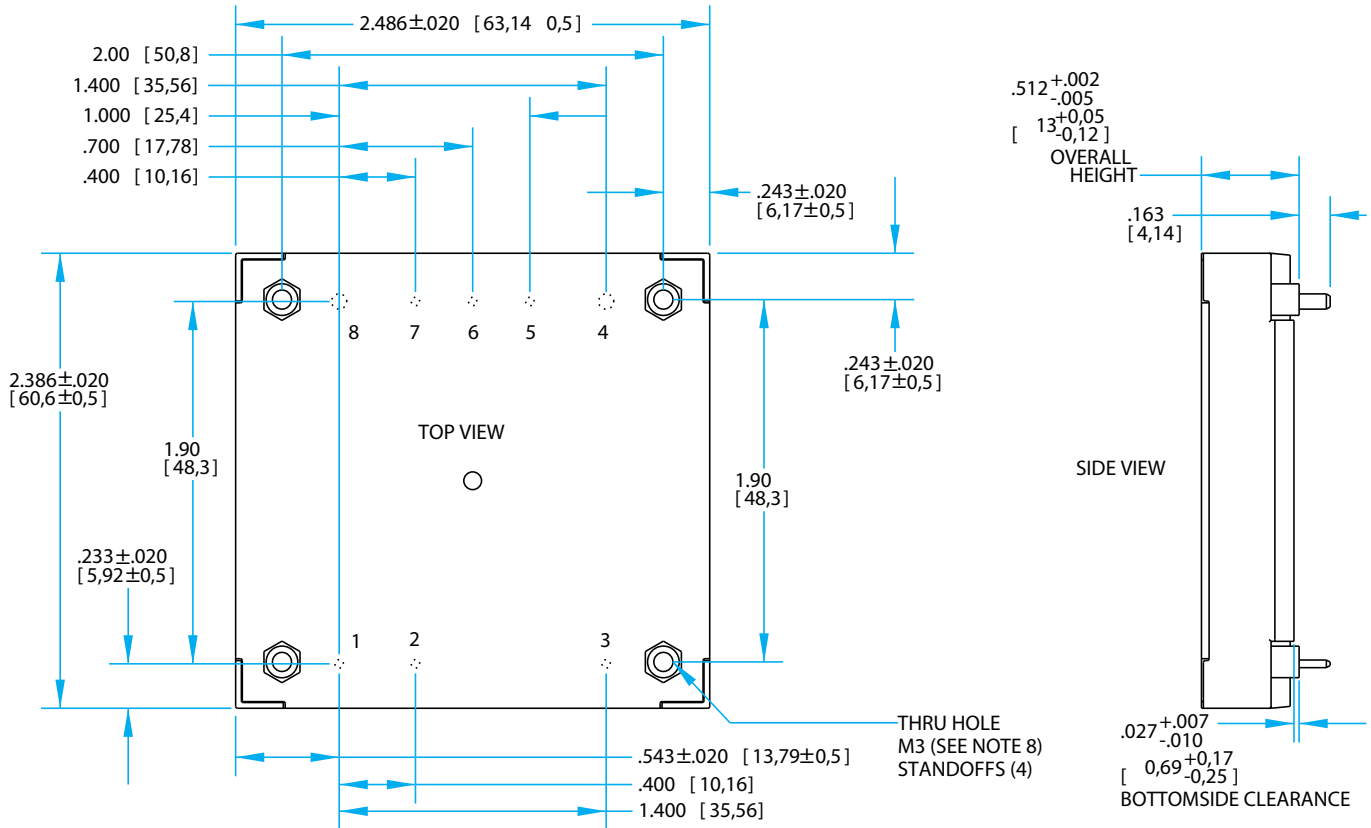 2.486±.020 [63,14 0,5]
2.00 [50,8]
1.400 [35,56]
1.000 [25,4]
.700 [17,78]
.400 [10,16]
.243±.020
[6,17±0,5]
.512 +.002
-.005
[ 13 +0,05
-0,12 ]
OVERALL
HEIGHT
.163
[4,14]
8 7 6 5 4
.243±.020
[6,17±0,5]
2.386±.020
[60,6±0,5]
TOP VIEW
1.90
[48,3]
1.90
[48,3]
SIDE VIEW
.233±.020
[5,92±0,5]
1 2 3
THRU HOLE
M3 (SEE NOTE 8)
STANDOFFS (4)
.027 +.007
-.010
[ 0,69 +0,17
-0,25 ]
BOTTOMSIDE CLEARANCE
.543±.020 [13,79±0,5]
.400 [10,16]
1.400 [35,56]